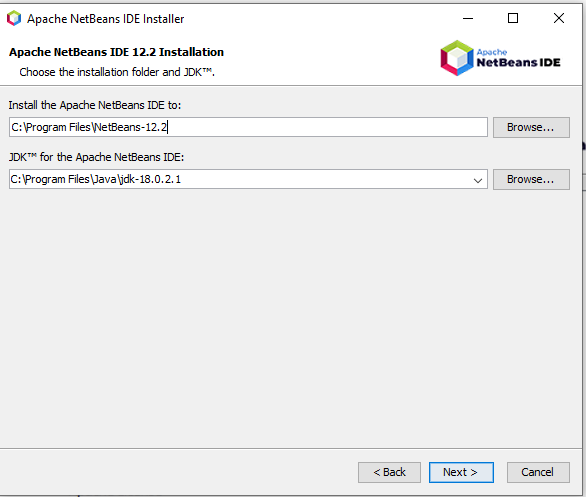 Apache NetBeans IDE Installer
Apache NetBeans IDE 12.2 Installation
Choose the installation folder and JDK™.
Apache
NetBeans IDE
Install the Apache NetBeans IDE to:
C:\Program Files\NetBeans-12.2
Browse...
JDK™ for the Apache NetBeans IDE:
C:\Program Files\Java\jdk-18.0.2.1
Browse...
< Back
Next >
Cancel